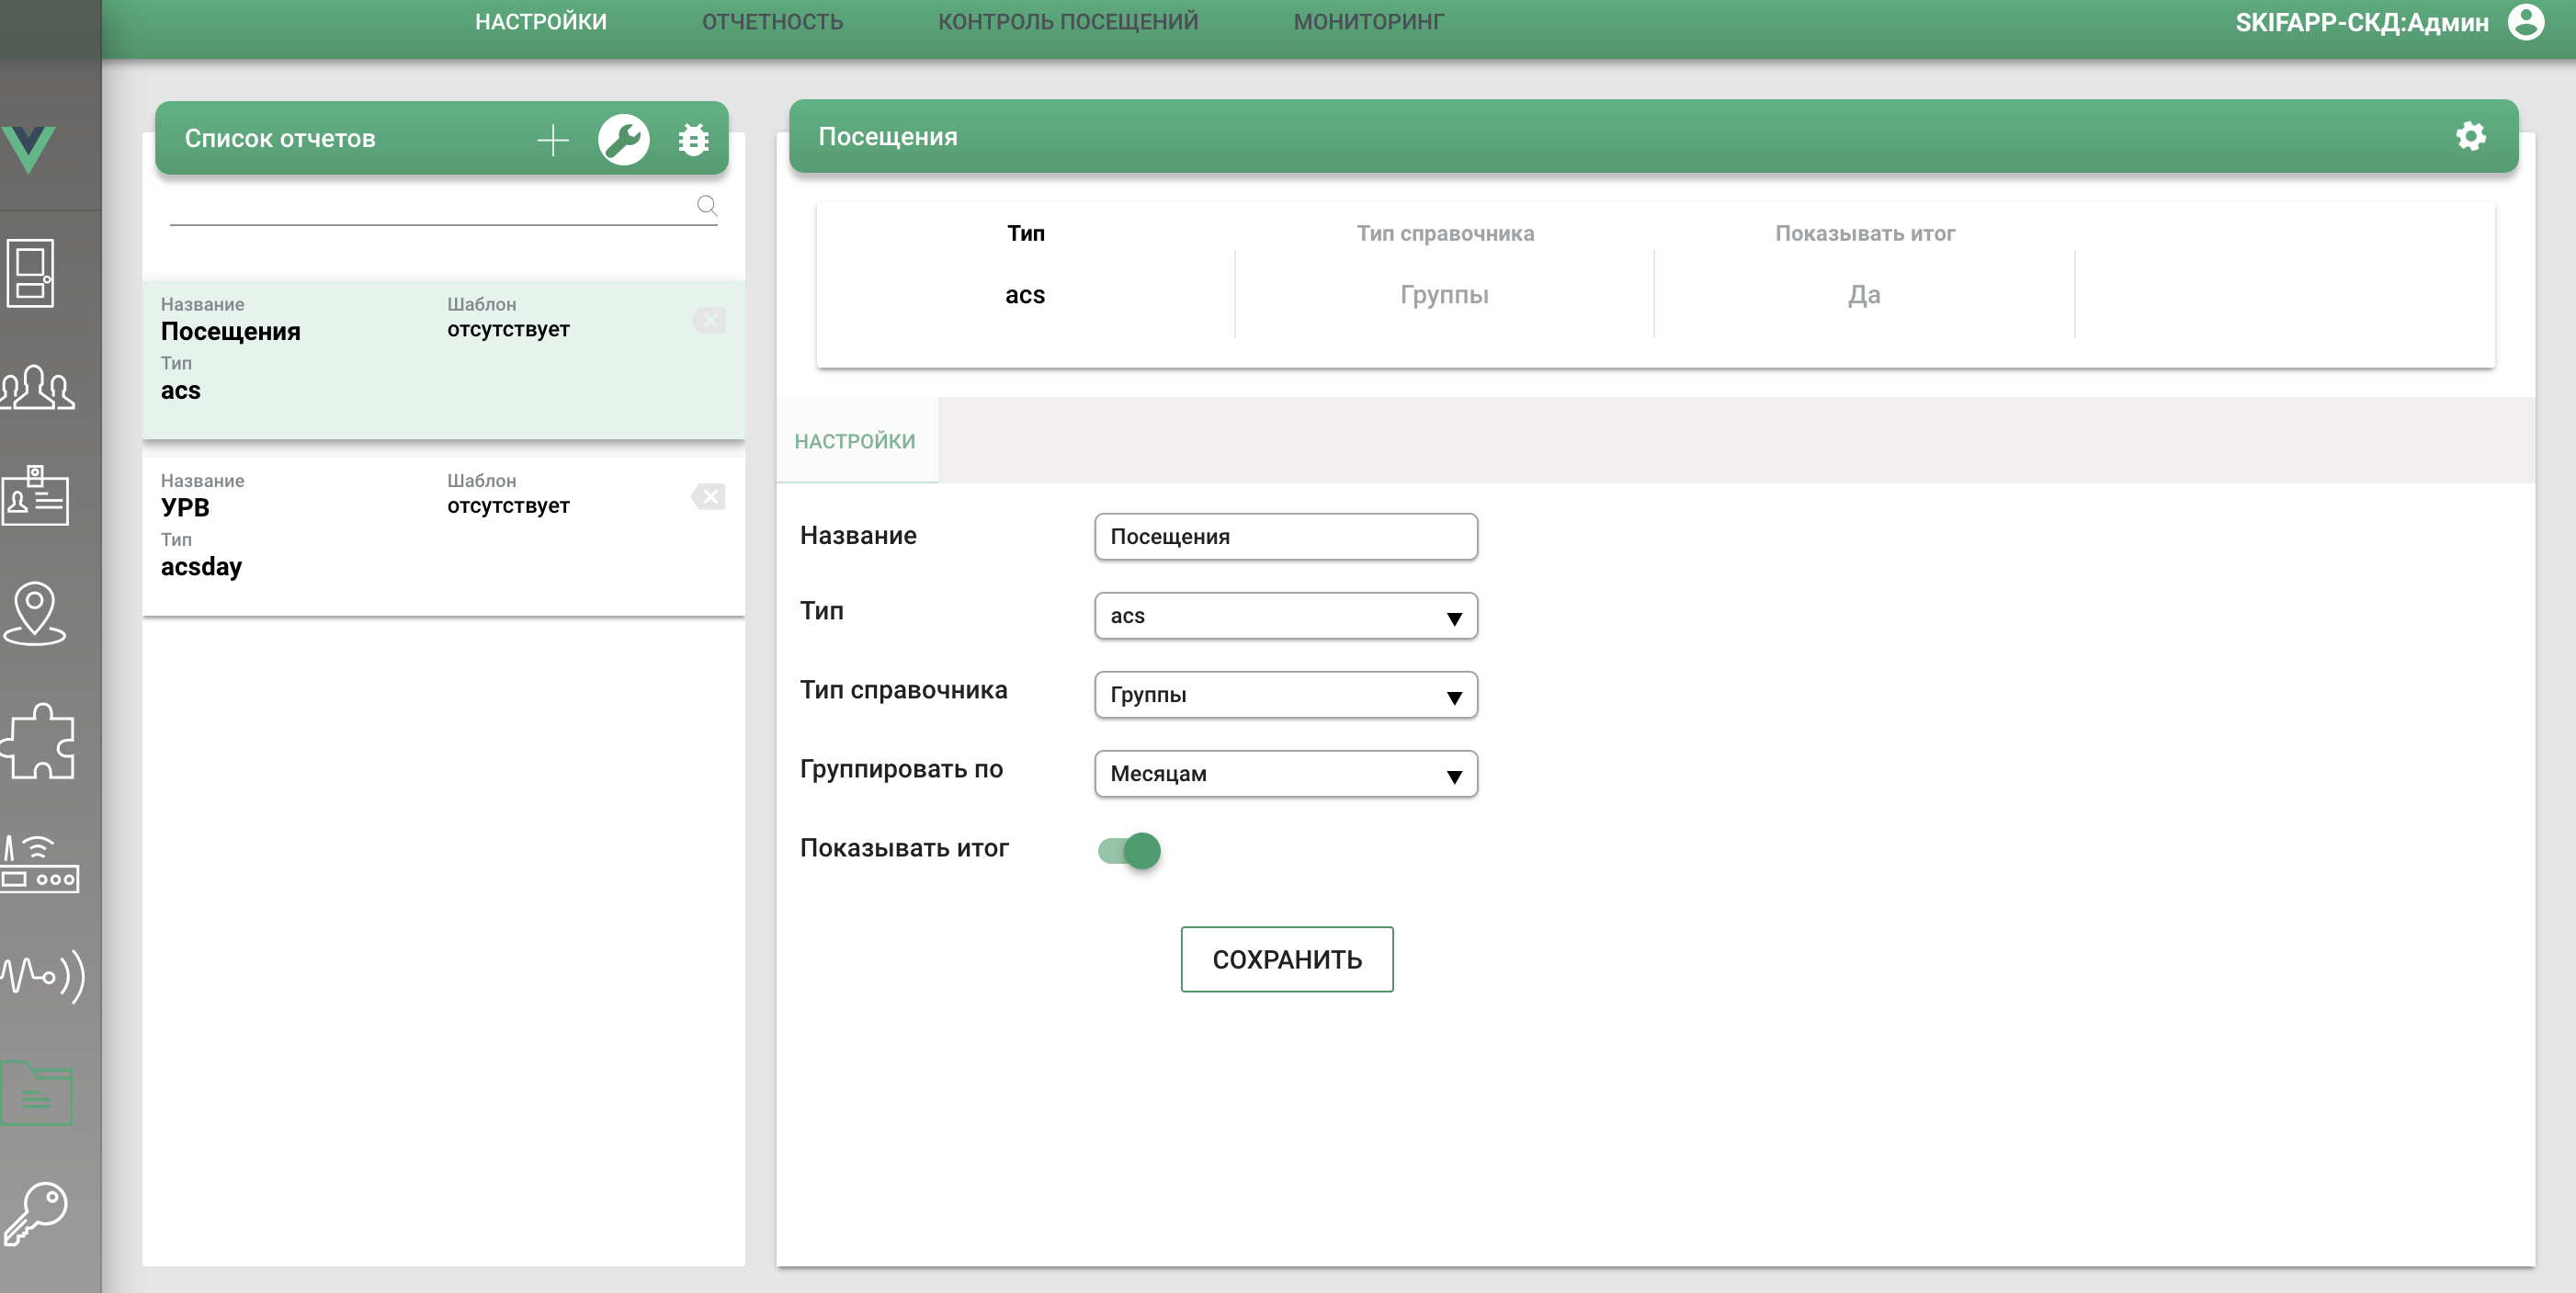 НАСТРОЙКИ ОТЧЕТНОСТЬ КОНТРОЛЬ ПОСЕЩЕНИЙ МОНИТОРИНГ SKIFAPP-СКД:Админ
Список отчетов
Название Шаблон
Посещения отсутствует
Тип
acs
Название Шаблон
УРВ отсутствует
Тип
acsday
Посещения
Тип Тип справочника Показывать итог
acs Группы Да
НАСТРОЙКИ
Название Посещения
Тип acs
Тип справочника Группы
Группировать по Месяцам
Показывать итог
СОХРАНИТЬ